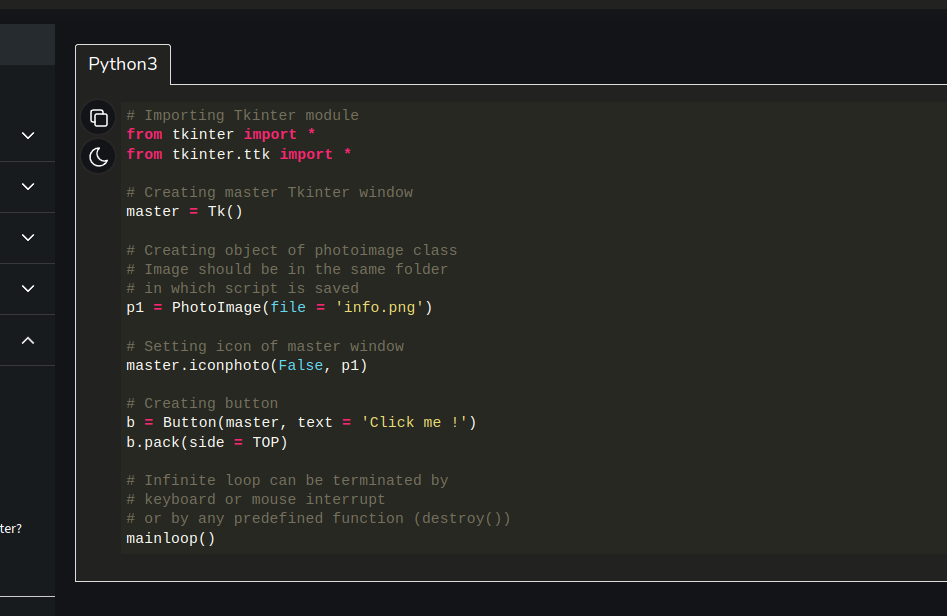 Python3
# Importing Tkinter module
from tkinter import *
from tkinter.ttk import *
# Creating master Tkinter window
master = Tk()
# Creating object of photoimage class
# Image should be in the same folder
# in which script is saved
p1 = PhotoImage(file = 'info.png')
# Setting icon of master window
master.iconphoto(False, p1)
# Creating button
b = Button(master, text = 'Click me !')
b.pack(side = TOP)
# Infinite loop can be terminated by
# keyboard or mouse interrupt
# or by any predefined function (destroy())
mainloop()
ter?